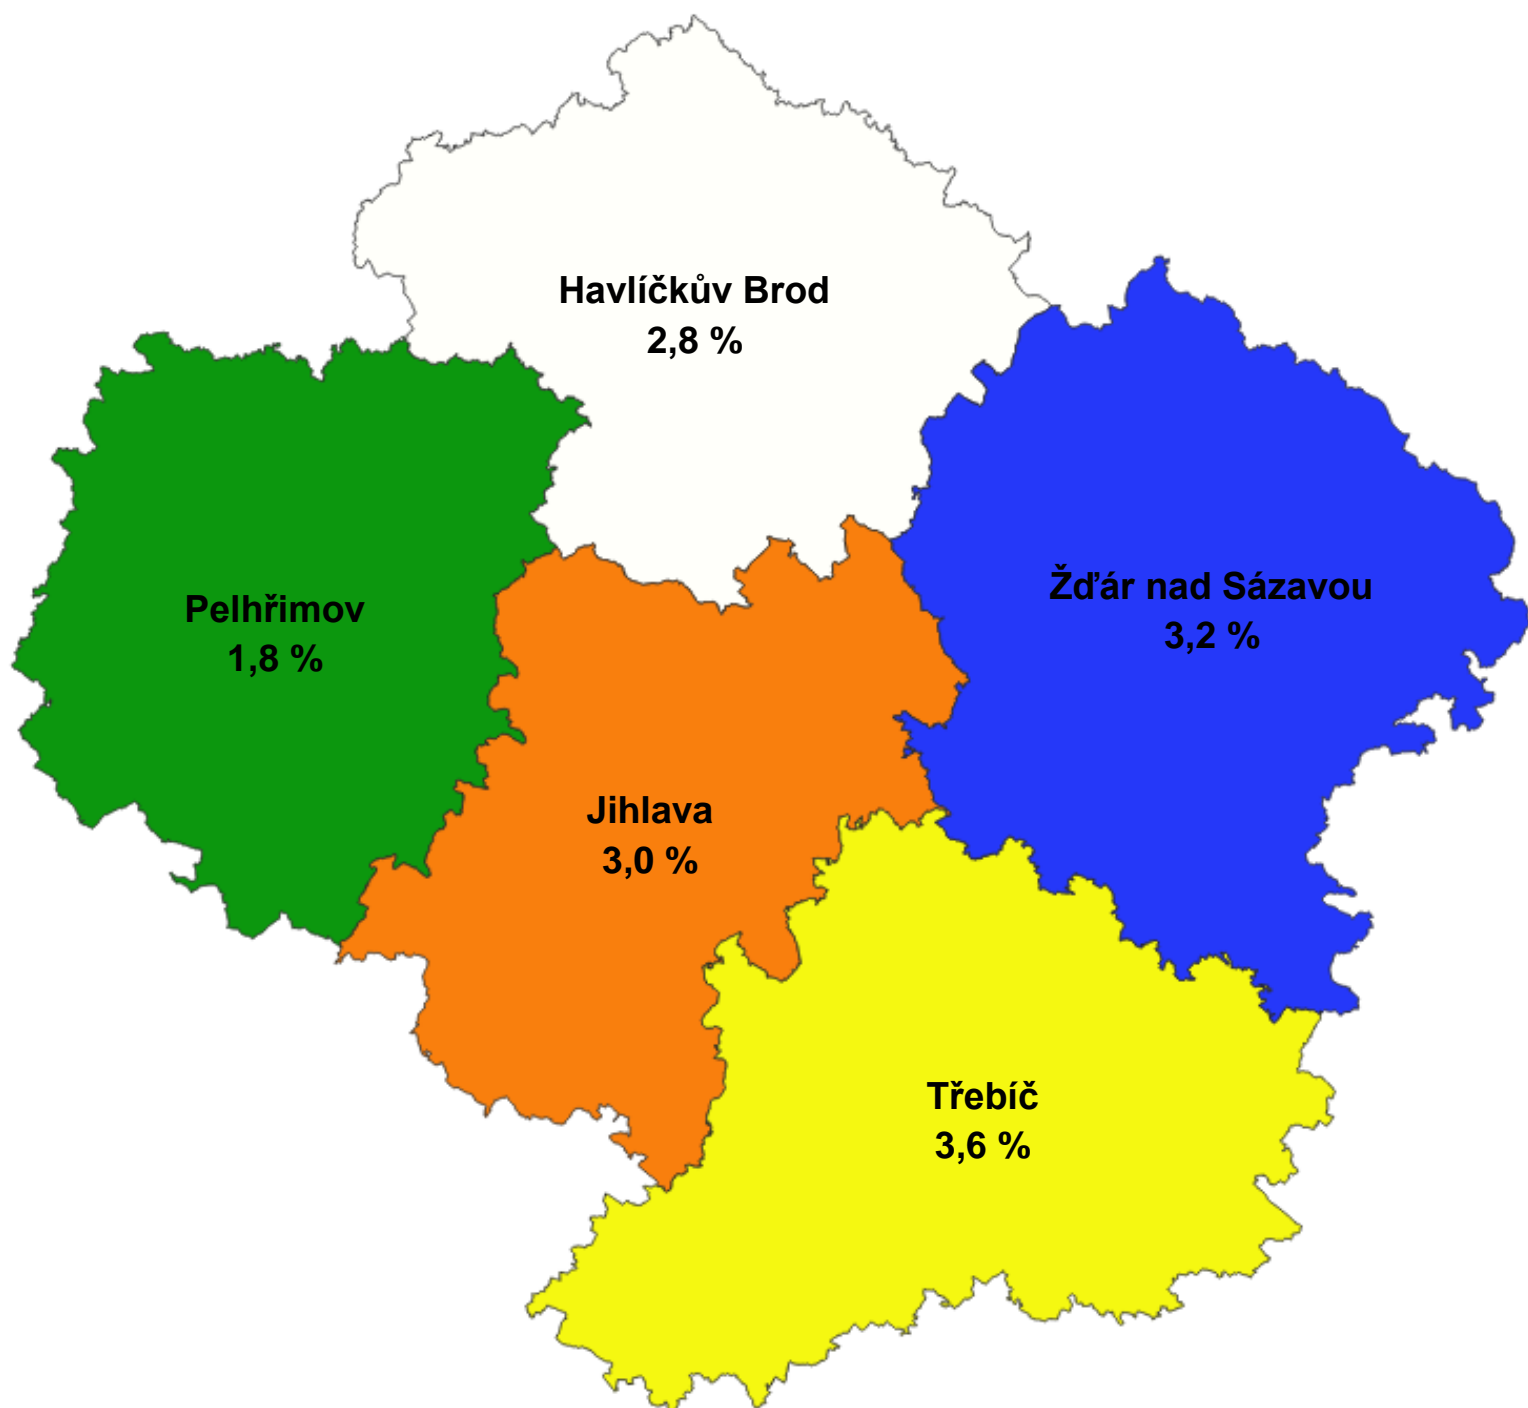 Havlíčkův Brod
2,8 %
Žďár nad Sázavou
3,2 %
Pelhřimov
1,8 %
Jihlava
3,0 %
Třebíč
3,6 %